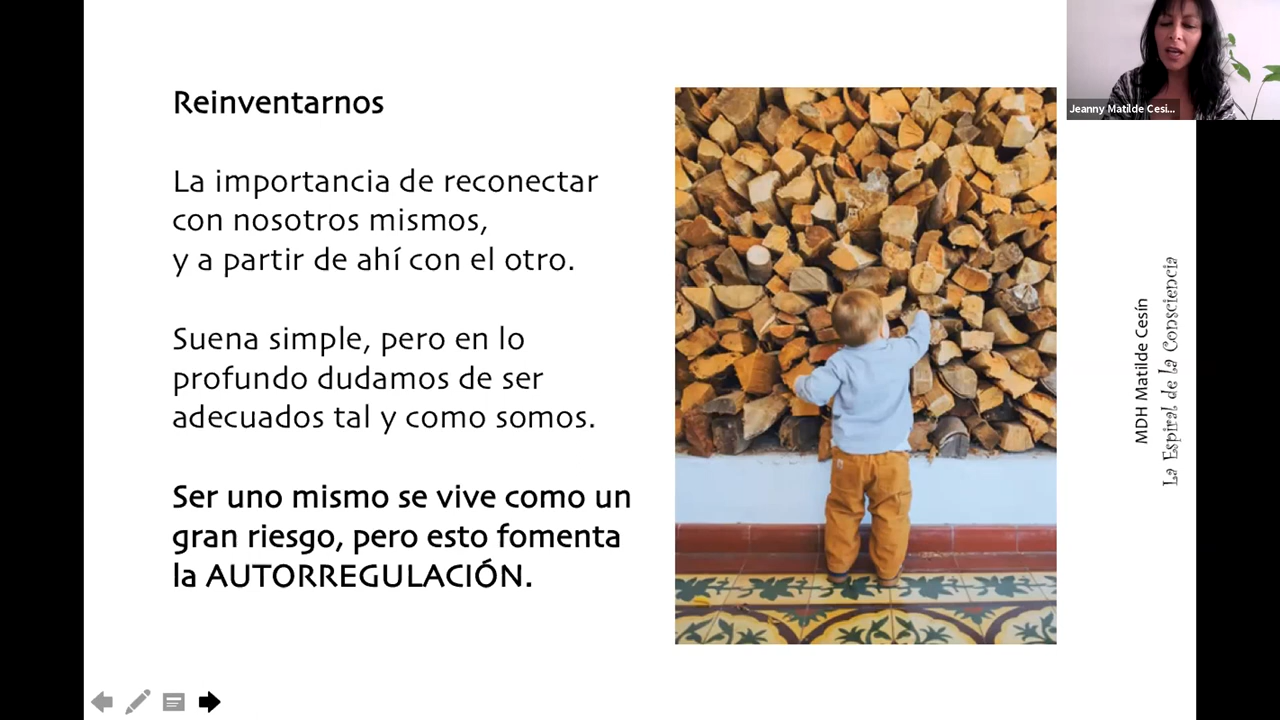 Reinventarnos
La importancia de reconectar
con nosotros mismos,
y a partir de ahí con el otro.
Suena simple, pero en lo
profundo dudamos de ser
adecuados tal y como somos.
Ser uno mismo se vive como un
gran riesgo, pero esto fomenta
la AUTORREGULACIÓN.
Jeanny Matilde Cesi...
MDH Matilde Cesín
La Espiral de la Consciencia